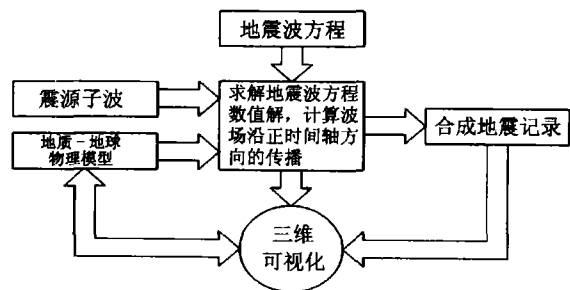 地震波方程
震源子波
求解地震波方程
数值解，计算波
场沿正时间轴方
向的传播
地质－地球
物理模型
合成地震记录
三维
可视化